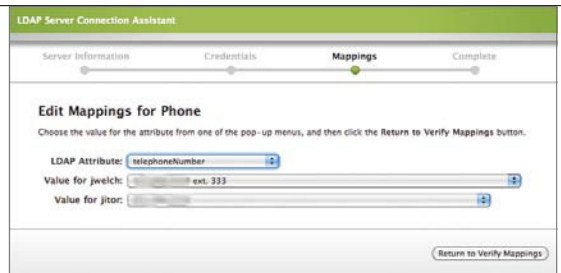 LDAP Server Connection Assistant
Server Information Credentials Mappings Complete
Edit Mappings for Phone
Choose the value for the attribute from one of the pop-up menus, and then click the Return to Verify Mappings button.
LDAP Attribute: telephoneNumber
Value for jwelch: ext. 333
Value for jitor:
Return to Verify Mappings